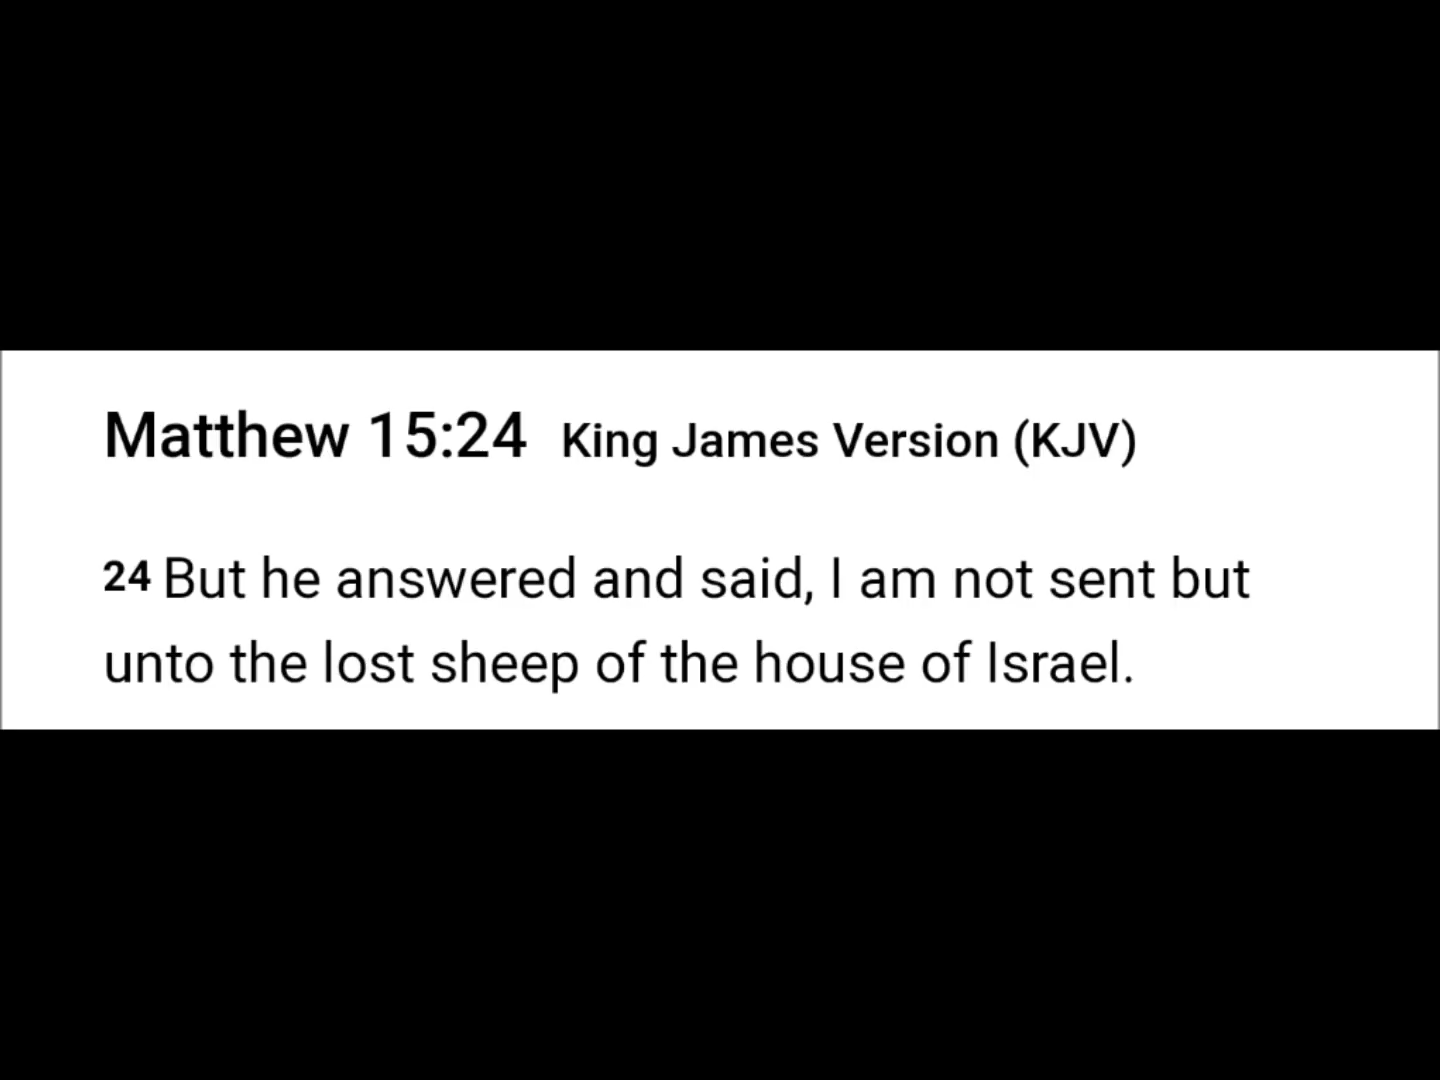 Matthew 15:24 King James Version (KJV)
24 But he answered and said, I am not sent but
unto the lost sheep of the house of Israel.